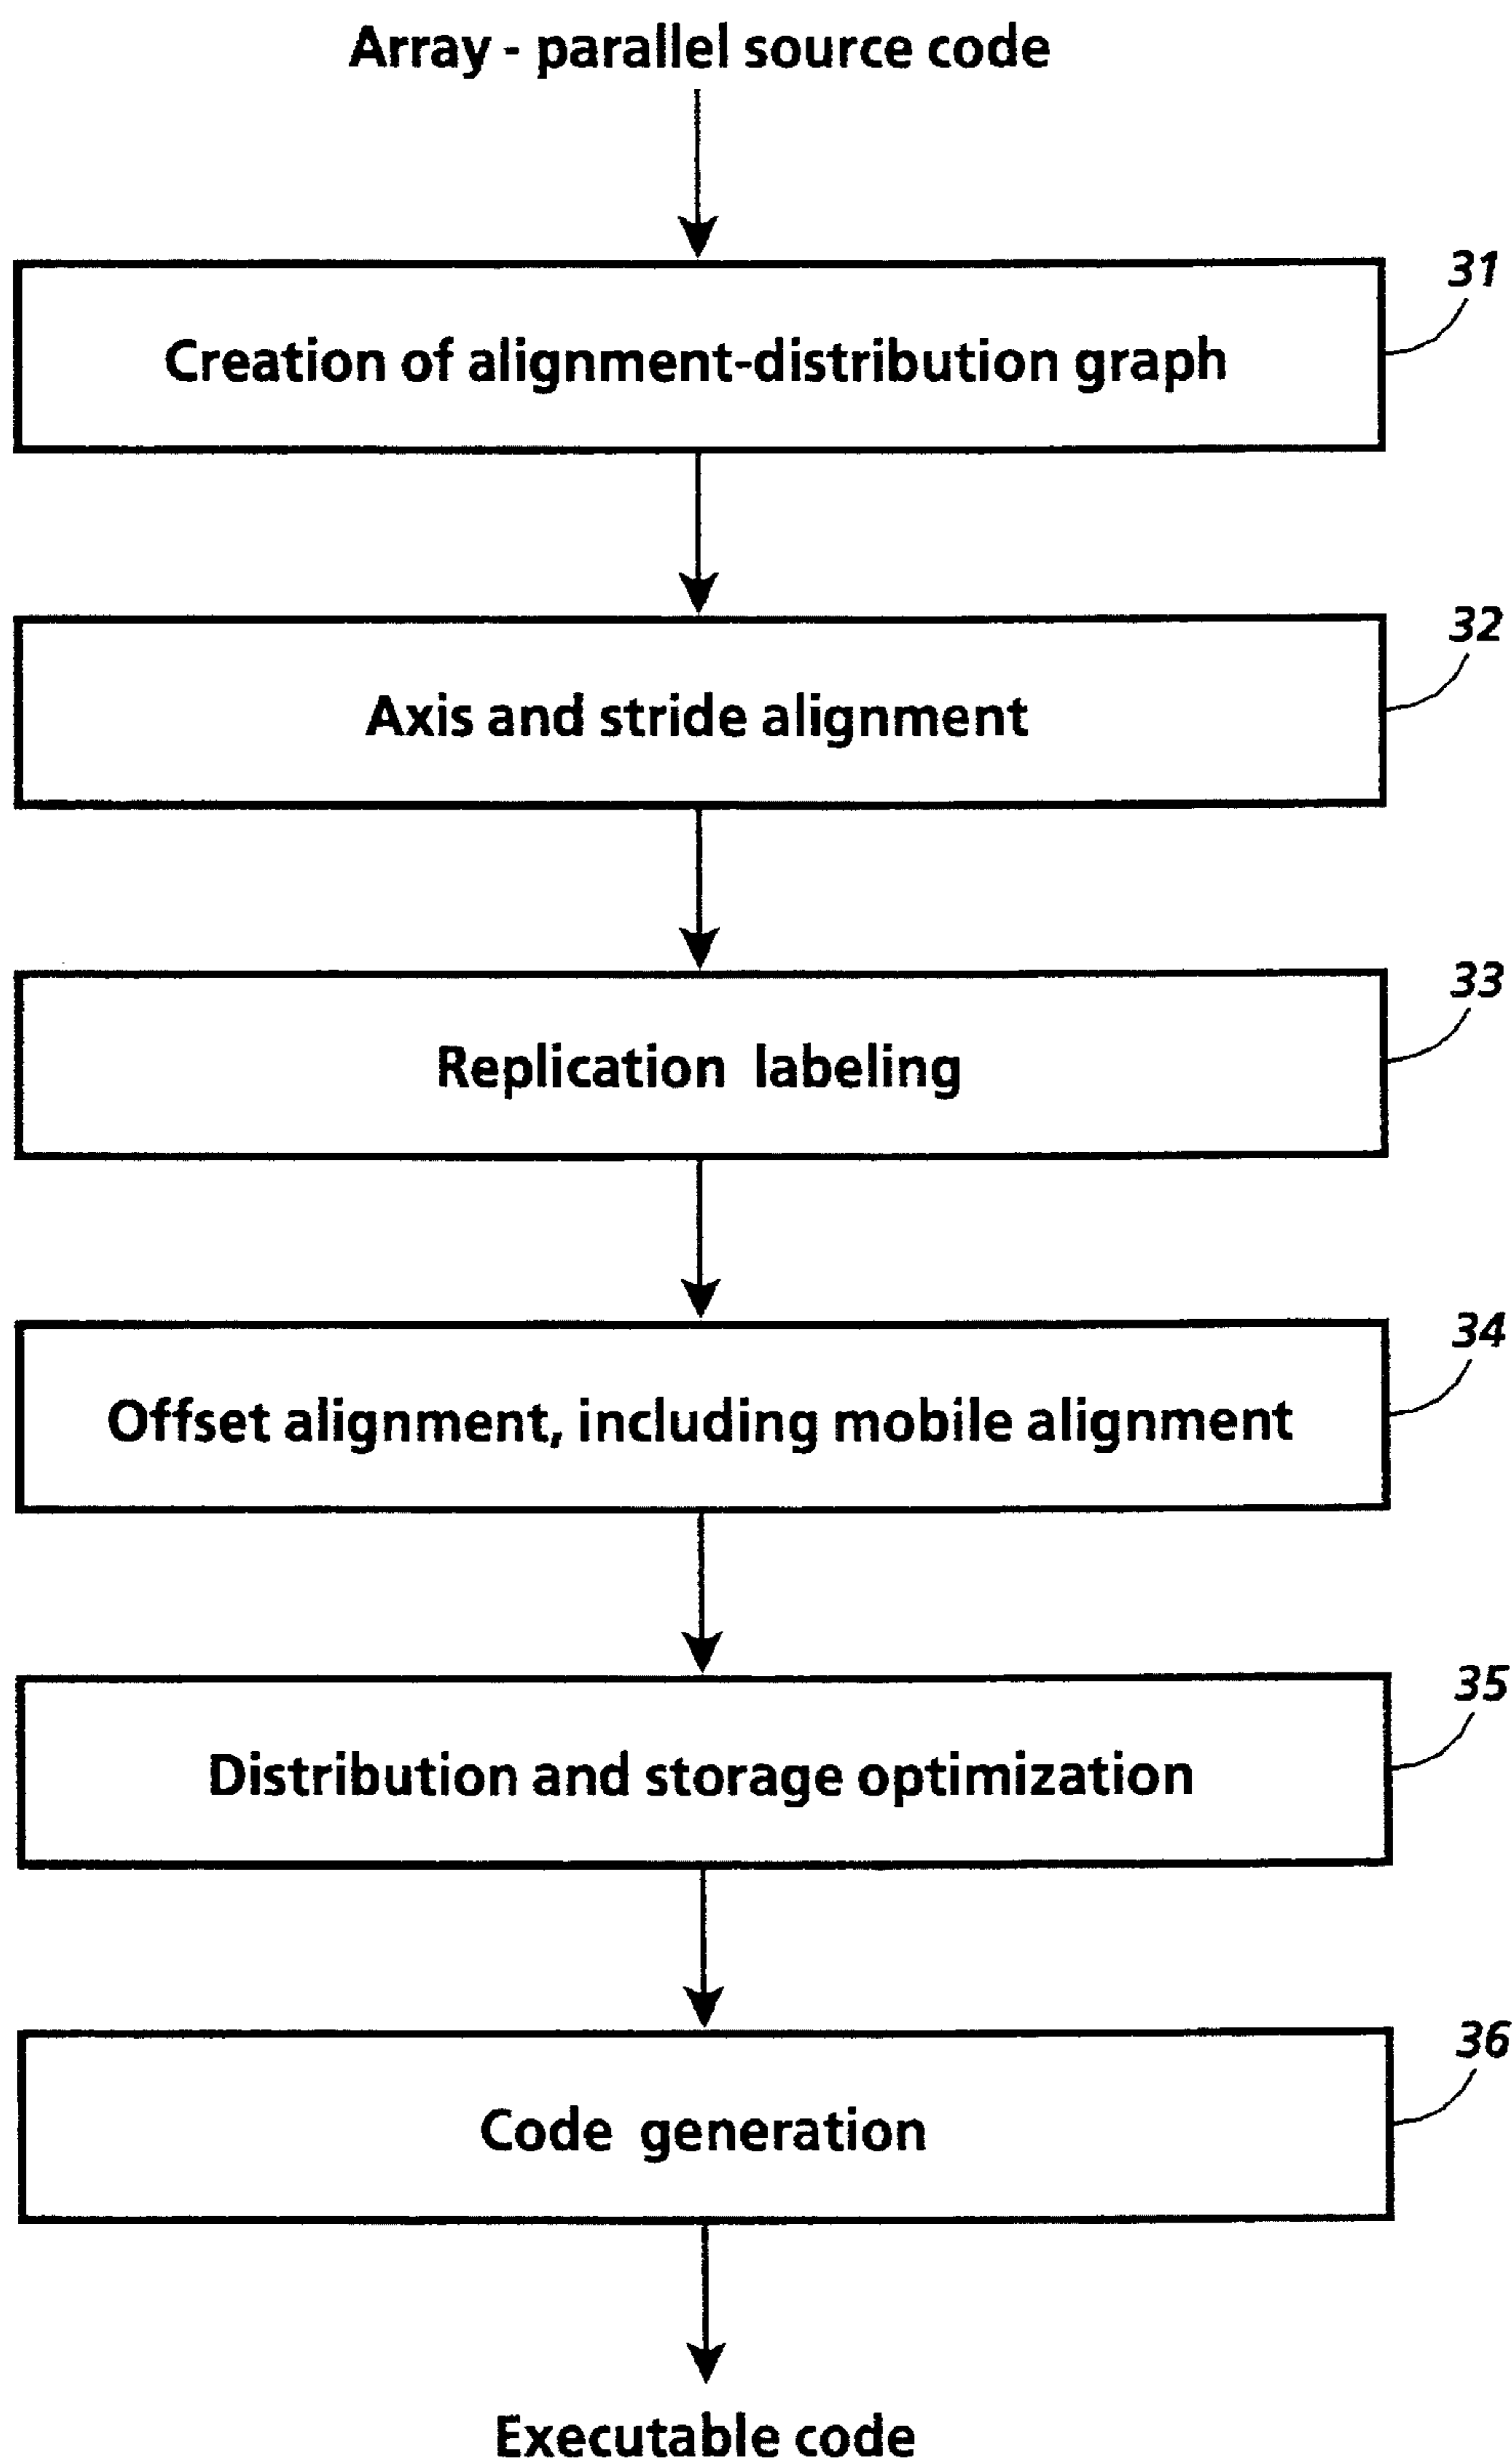 Array - parallel source code
31
Creation of alignment-distribution graph
32
Axis and stride alignment
33
Replication labeling
34
Offset alignment, including mobile alignment
35
Distribution and storage optimization
36
Code generation
Executable code